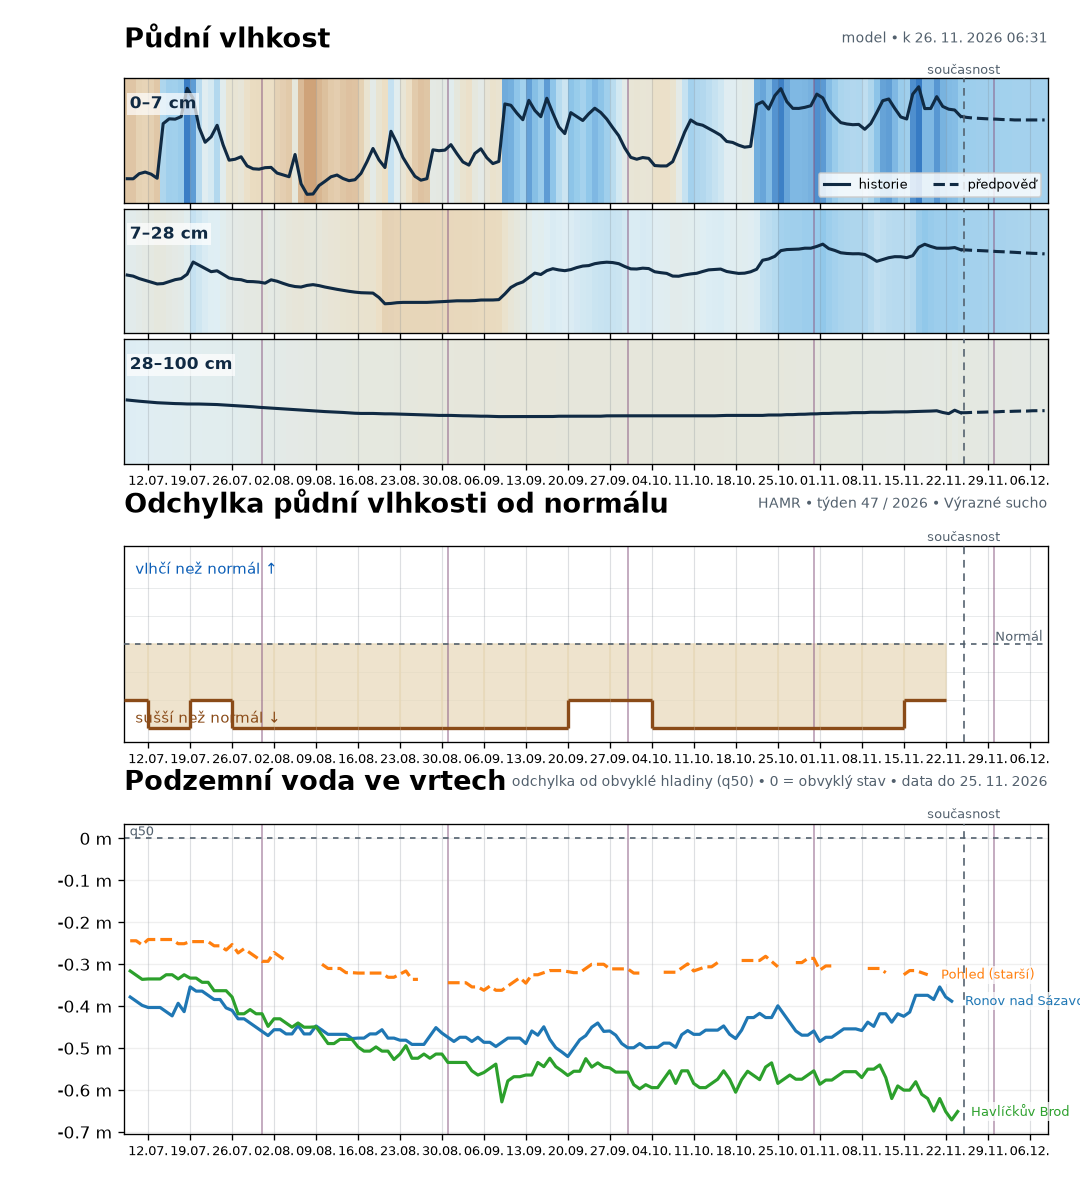 Půdní vlhkost
model • k 26. 11. 2026 06:31
současnost
0–7 cm
historie
předpověď
7–28 cm
28–100 cm
12.07. 19.07. 26.07. 02.08. 09.08. 16.08. 23.08. 30.08. 06.09. 13.09. 20.09. 27.09. 04.10. 11.10. 18.10. 25.10. 01.11. 08.11. 15.11. 22.11. 29.11. 06.12.
Odchylka půdní vlhkosti od normálu
HAMR • týden 47 / 2026 • Výrazné sucho
současnost
vlhčí než normál ↑
Normál
sušší než normál ↓
12.07. 19.07. 26.07. 02.08. 09.08. 16.08. 23.08. 30.08. 06.09. 13.09. 20.09. 27.09. 04.10. 11.10. 18.10. 25.10. 01.11. 08.11. 15.11. 22.11. 29.11. 06.12.
Podzemní voda ve vrtech
odchylka od obvyklé hladiny (q50) • 0 = obvyklý stav • data do 25. 11. 2026
současnost
q50
0 m
-0.1 m
-0.2 m
-0.3 m
Pohled (starší)
-0.4 m
Ronov nad Sázavo
-0.5 m
-0.6 m
Havlíčkův Brod
-0.7 m
12.07. 19.07. 26.07. 02.08. 09.08. 16.08. 23.08. 30.08. 06.09. 13.09. 20.09. 27.09. 04.10. 11.10. 18.10. 25.10. 01.11. 08.11. 15.11. 22.11. 29.11. 06.12.